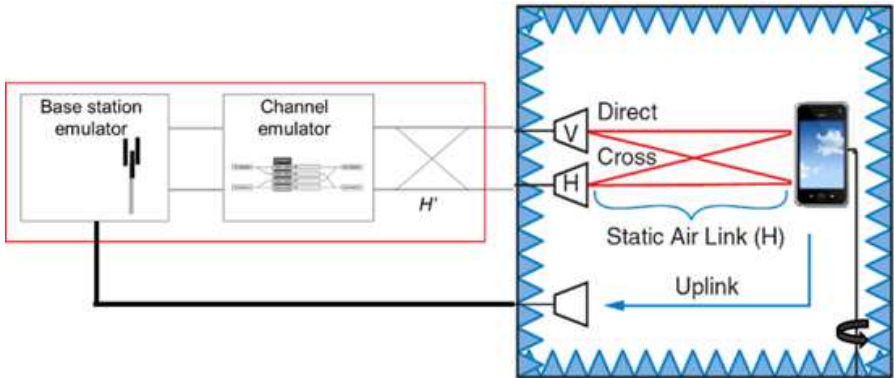 Base station
emulator
Channel
emulator
H'
V
Direct
Cross
H
Static Air Link (H)
Uplink